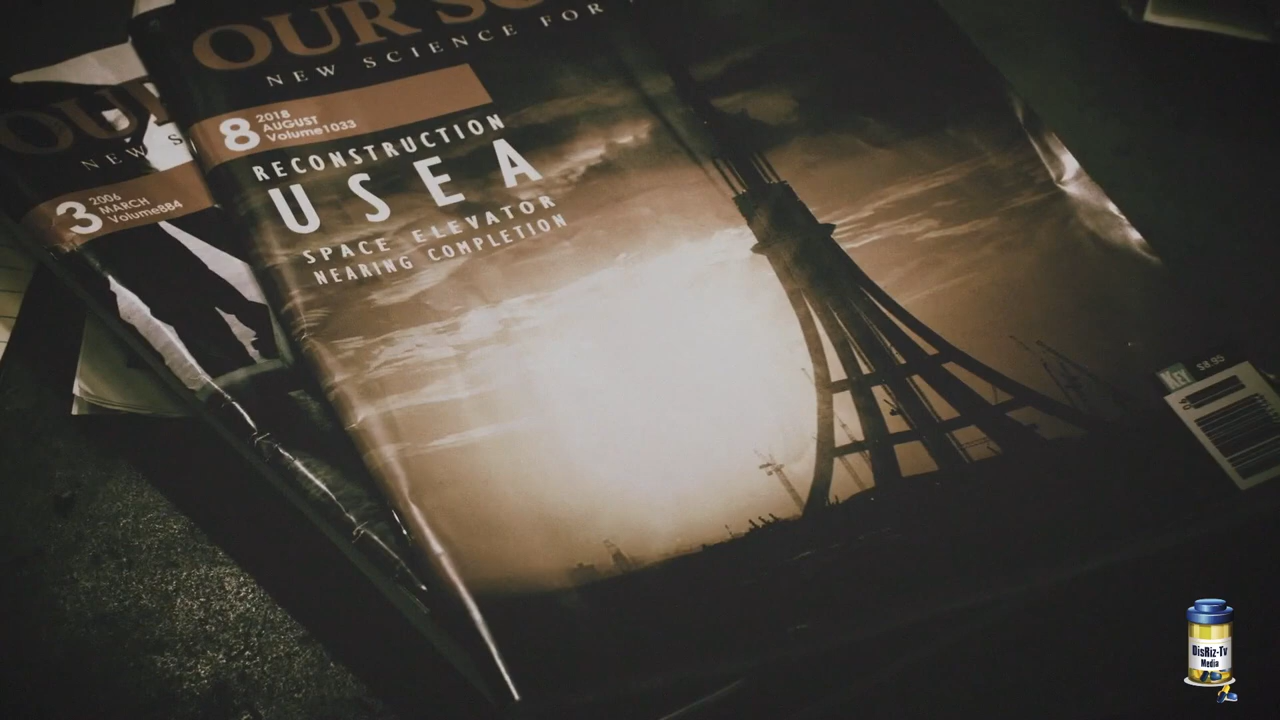 OUR
NEW SCIENCE FOR
8
2018
AUGUST
Volume1033
RECONSTRUCTION
USEA
SPACE ELEVATOR
NEARING COMPLETION
OUR
NEW S
3
2006
MARCH
Volume884
KEY
$8.95
DisRiz-Tv
Media